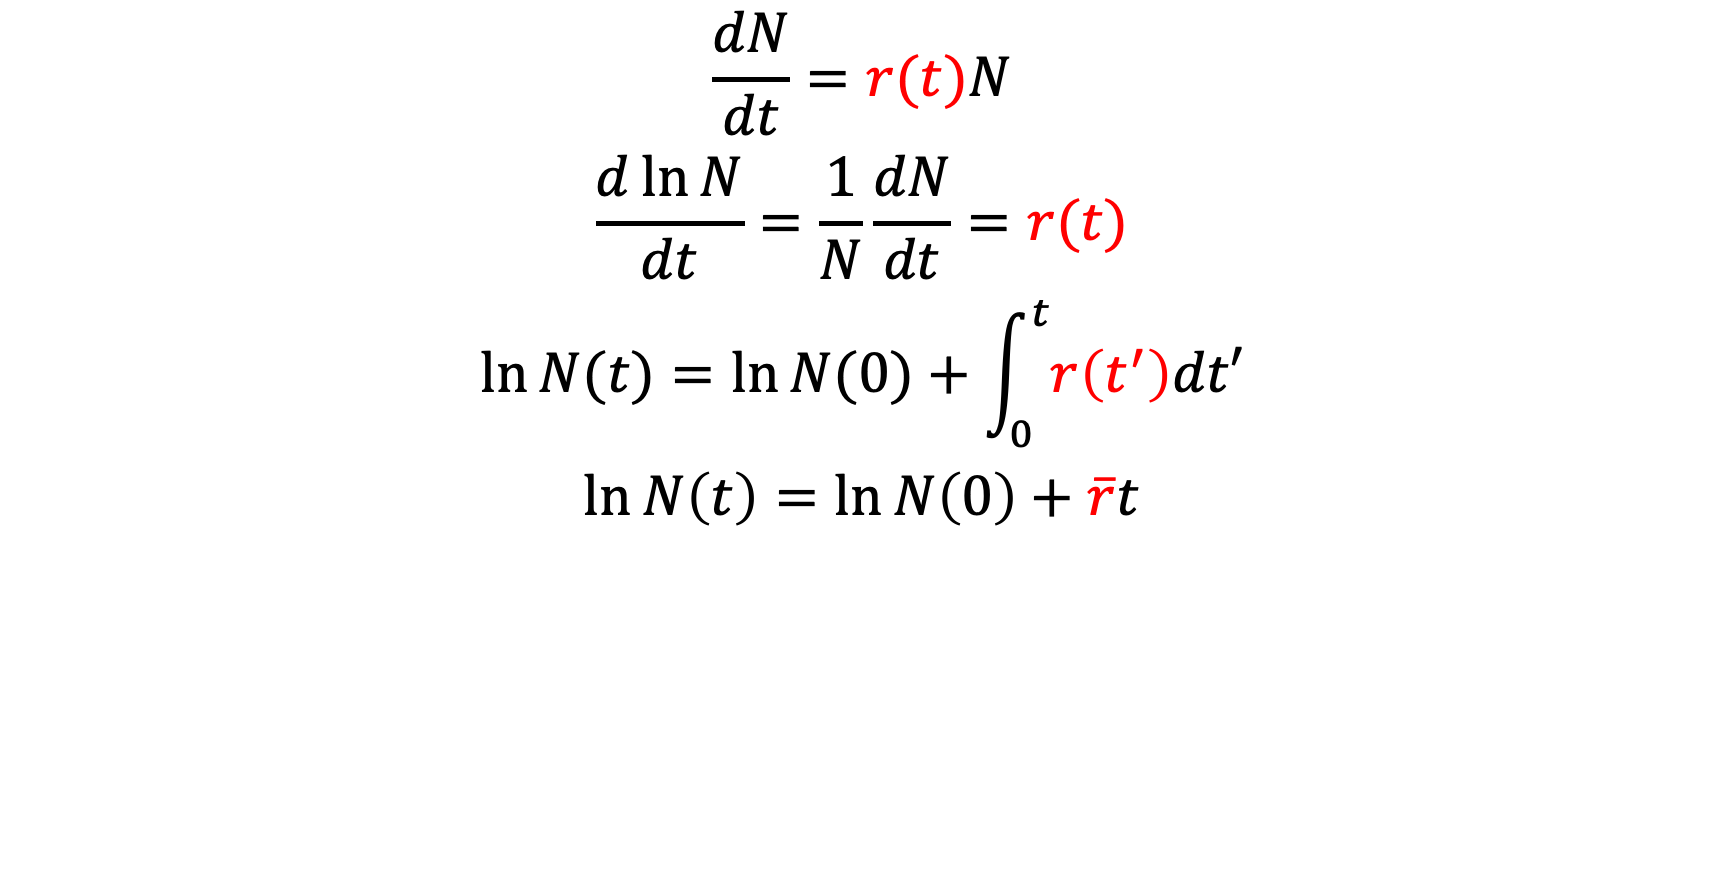 dN/dt = r(t)N
d ln N/dt = 1/N dN/dt = r(t)
ln N(t) = ln N(0) + ∫₀ᵗ r(t′)dt′
ln N(t) = ln N(0) + r̄t